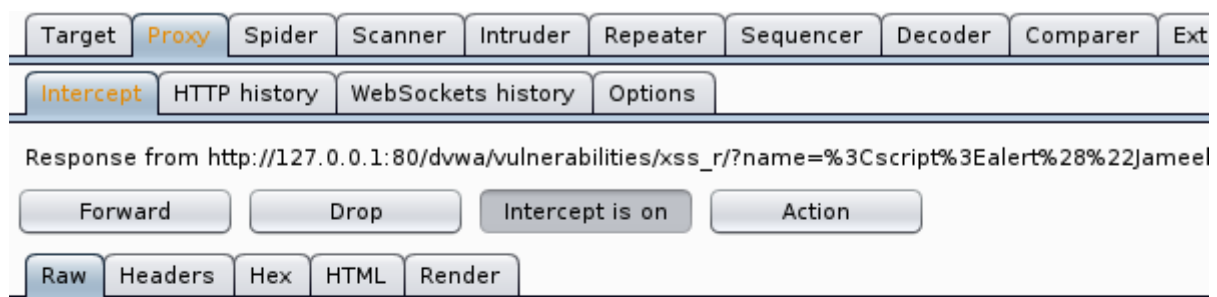 Target Proxy Spider Scanner Intruder Repeater Sequencer Decoder Comparer Ext
Intercept HTTP history WebSockets history Options
Response from http://127.0.0.1:80/dvwa/vulnerabilities/xss_r/?name=%3Cscript%3Ealert%28%22Jameel
Forward Drop Intercept is on Action
Raw Headers Hex HTML Render